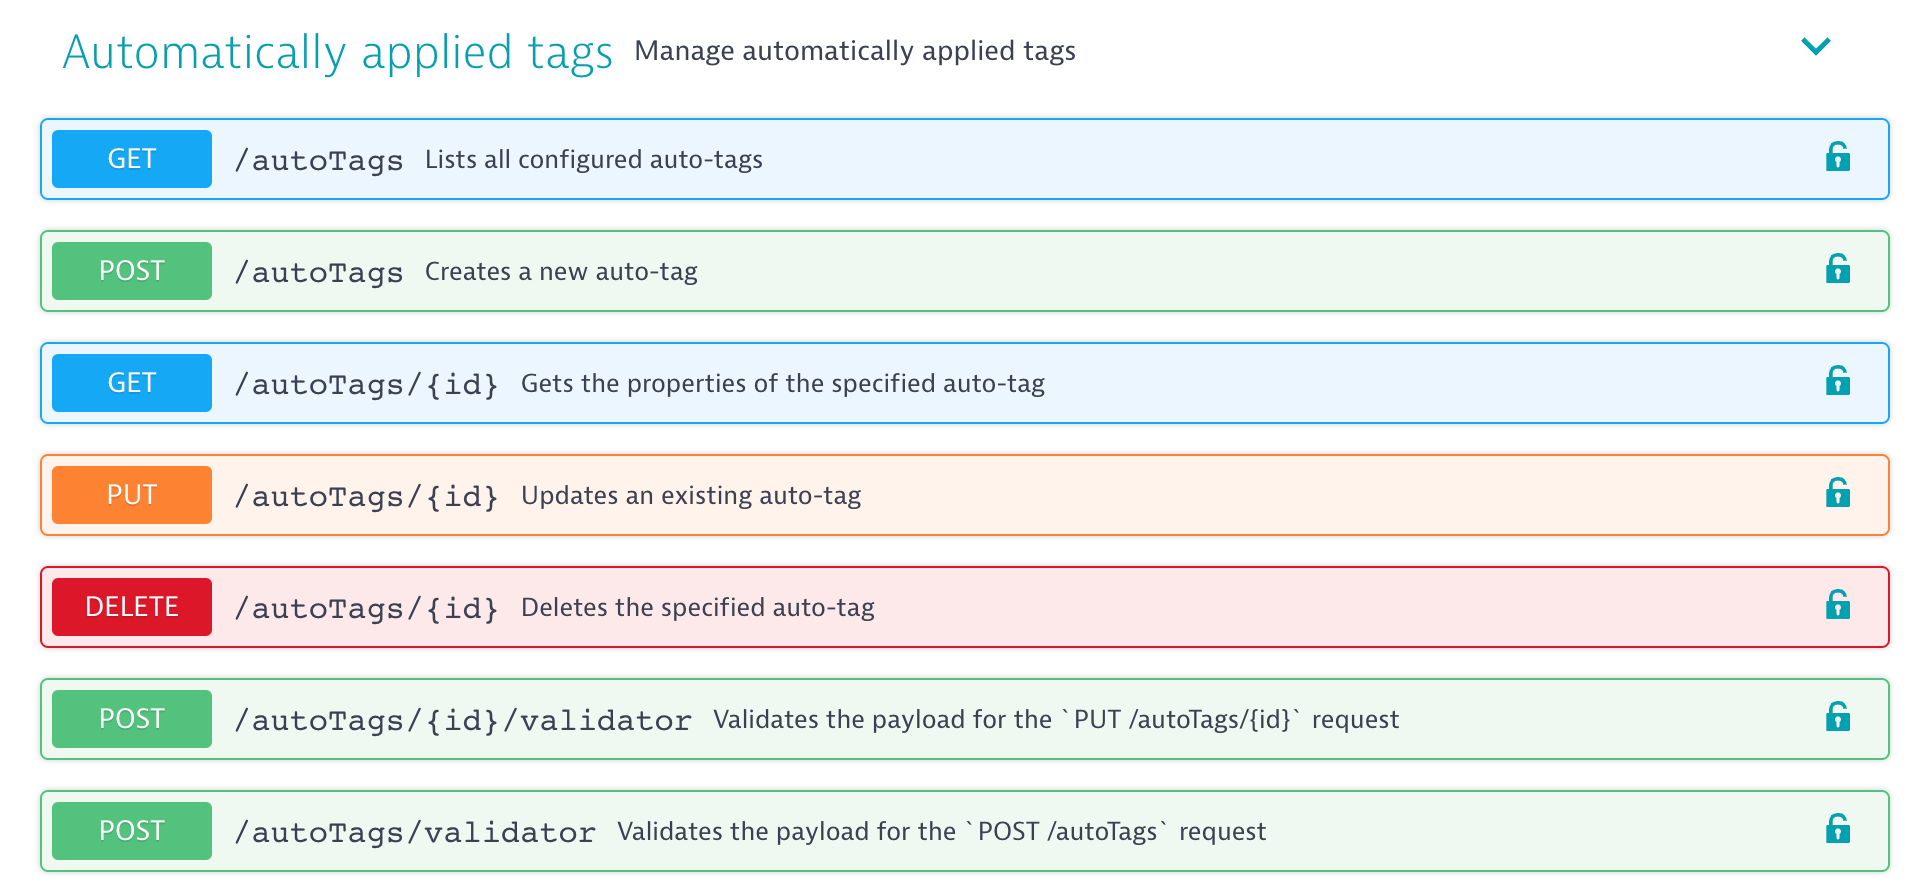 Automatically applied tags Manage automatically applied tags
GET /autoTags Lists all configured auto-tags
POST /autoTags Creates a new auto-tag
GET /autoTags/{id} Gets the properties of the specified auto-tag
PUT /autoTags/{id} Updates an existing auto-tag
DELETE /autoTags/{id} Deletes the specified auto-tag
POST /autoTags/{id}/validator Validates the payload for the `PUT /autoTags/{id}` request
POST /autoTags/validator Validates the payload for the `POST /autoTags` request